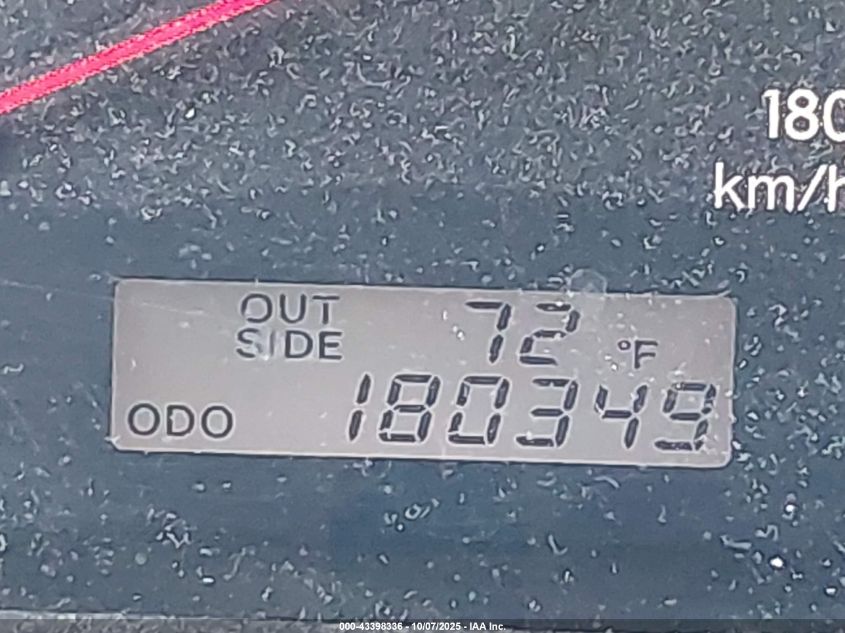 180
km/h
OUT
SIDE
72 °F
ODO 180349
000-43398336 - 10/07/2025 - IAA Inc.